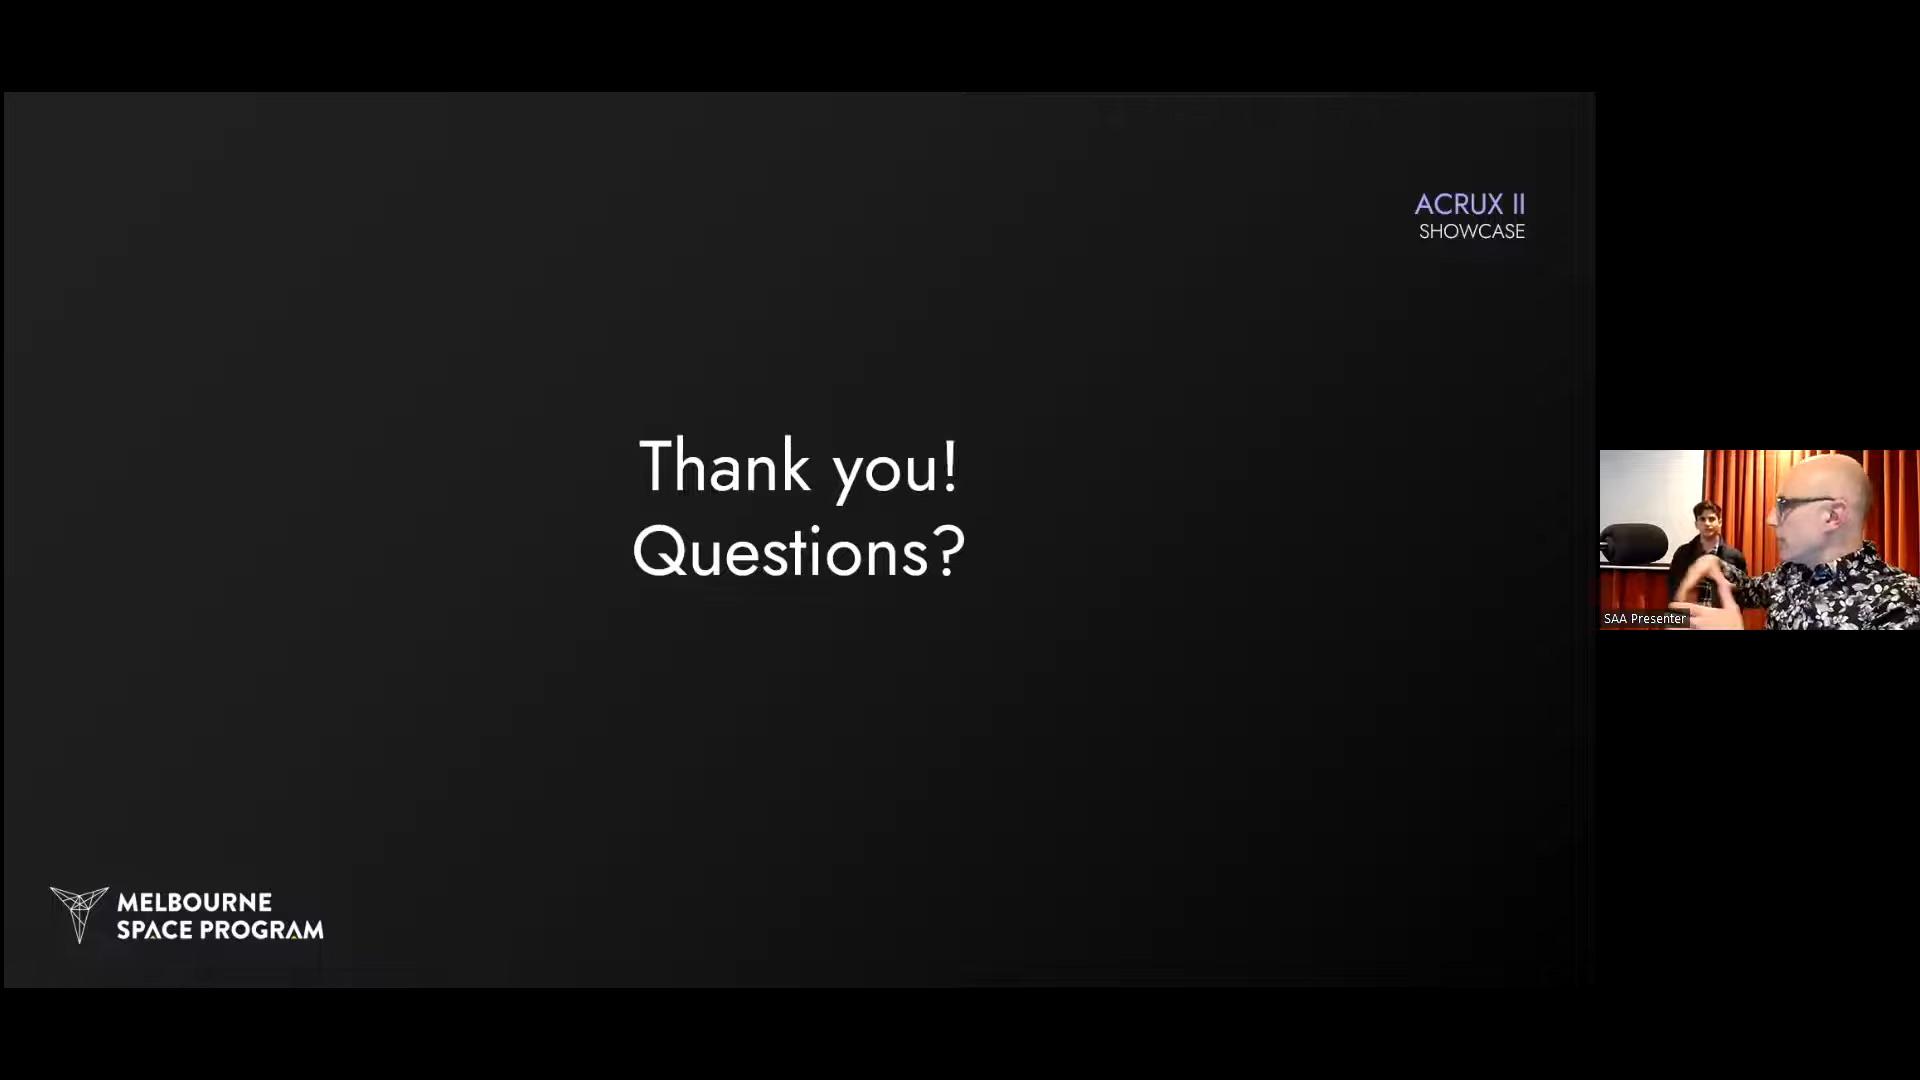 ACRUX II
SHOWCASE
Thank you!
Questions?
SAA Presenter
MELBOURNE
SPACE PROGRAM